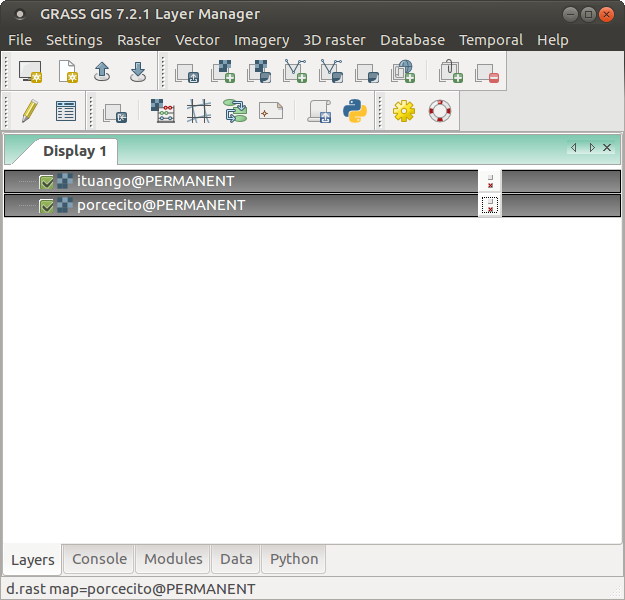 GRASS GIS 7.2.1 Layer Manager
File Settings Raster Vector Imagery 3D raster Database Temporal Help
Display 1
ituango@PERMANENT
porcecito@PERMANENT
Layers Console Modules Data Python
d.rast map=porcecito@PERMANENT